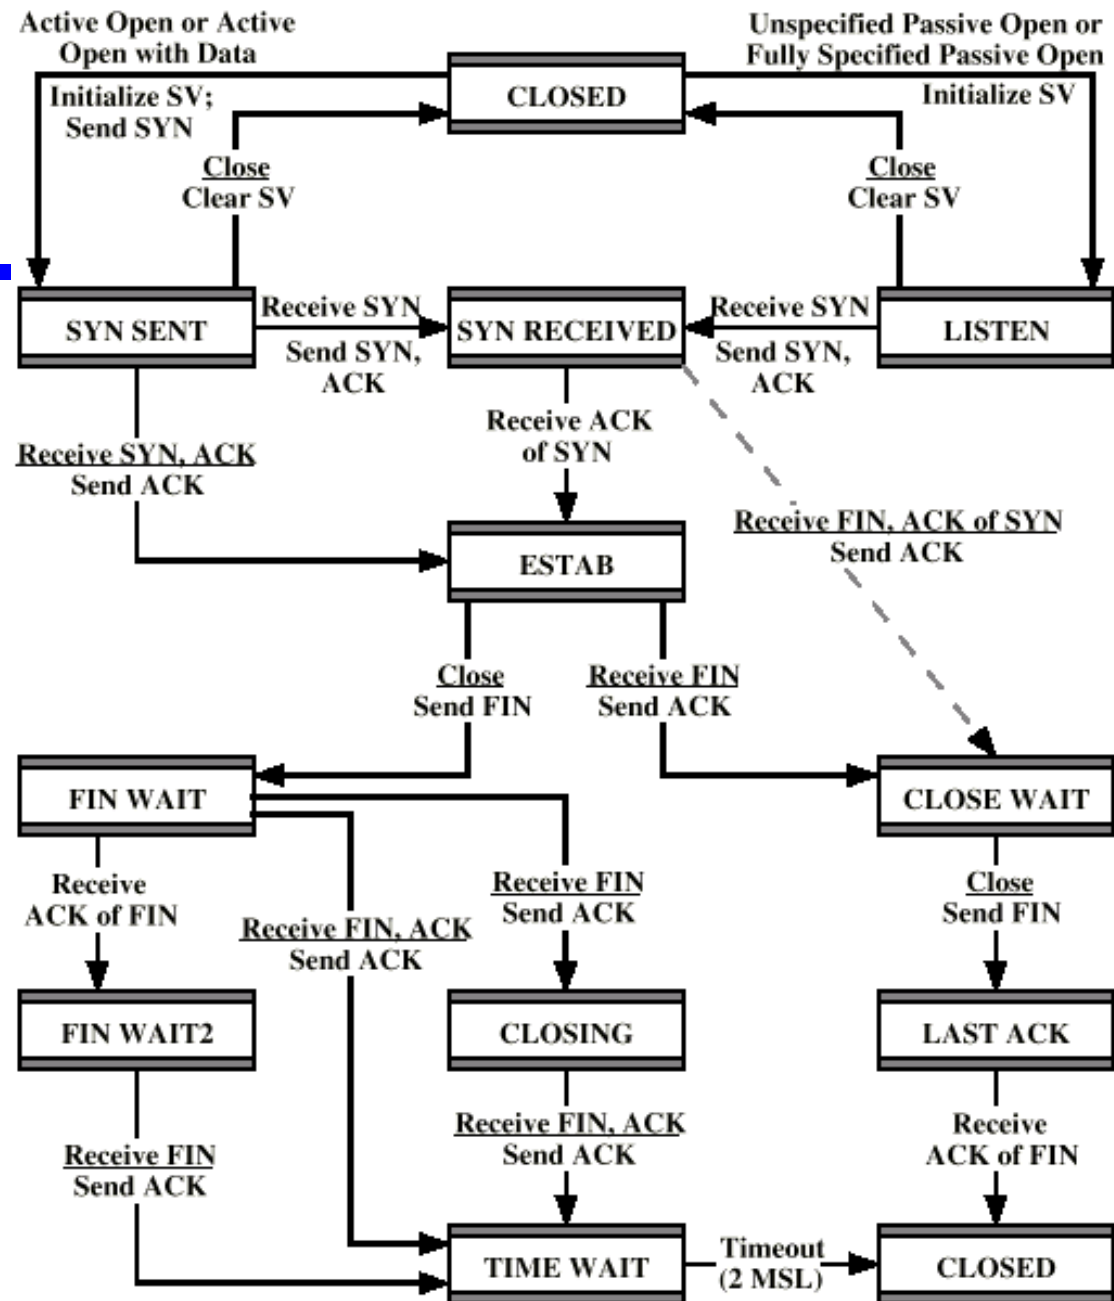 Active Open or Active
Open with Data
Unspecified Passive Open or
Fully Specified Passive Open
CLOSED
Initialize SV;
Send SYN
Initialize SV
Close
Clear SV
Close
Clear SV
SYN SENT
Receive SYN
Send SYN,
ACK
SYN RECEIVED
Receive SYN
Send SYN,
ACK
LISTEN
Receive SYN, ACK
Send ACK
Receive ACK
of SYN
Receive FIN, ACK of SYN
Send ACK
ESTAB
Close
Send FIN
Receive FIN
Send ACK
FIN WAIT
CLOSE WAIT
Receive
ACK of FIN
Receive FIN, ACK
Send ACK
Receive FIN
Send ACK
Close
Send FIN
FIN WAIT2
CLOSING
LAST ACK
Receive FIN
Send ACK
Receive FIN, ACK
Send ACK
Receive
ACK of FIN
TIME WAIT
Timeout
(2 MSL)
CLOSED